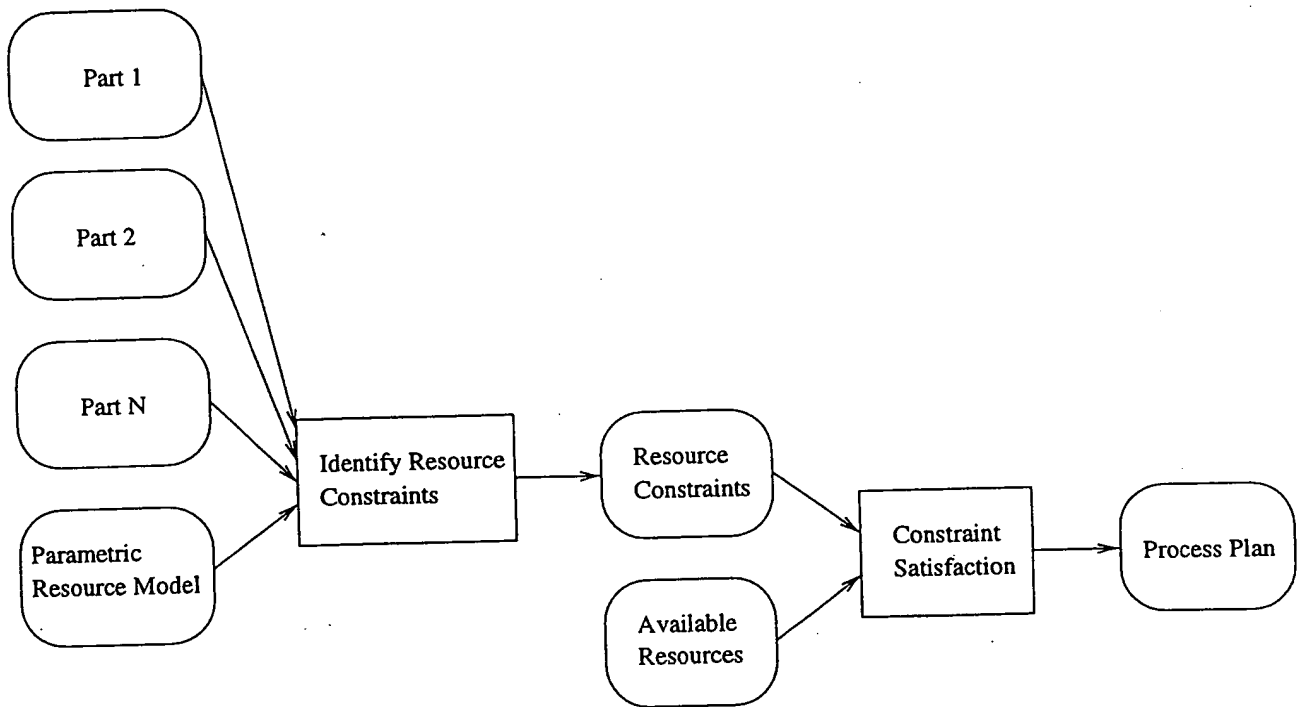 Part 1
Part 2
Part N
Parametric
Resource Model
Identify Resource
Constraints
Resource
Constraints
Available
Resources
Constraint
Satisfaction
Process Plan